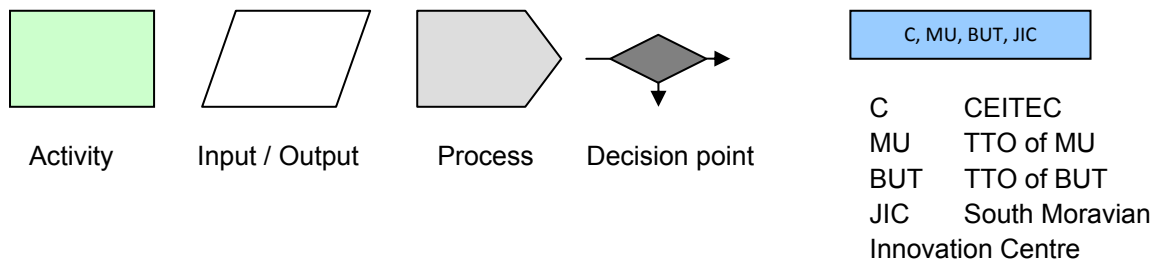 C, MU, BUT, JIC
Activity
Input / Output
Process
Decision point
C CEITEC
MU TTO of MU
BUT TTO of BUT
JIC South Moravian
Innovation Centre